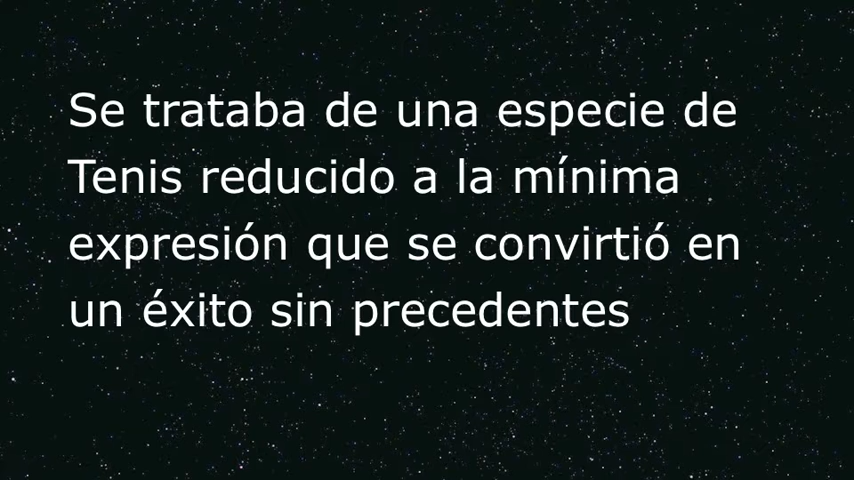 Se trataba de una especie de
Tenis reducido a la mínima
expresión que se convirtió en
un éxito sin precedentes